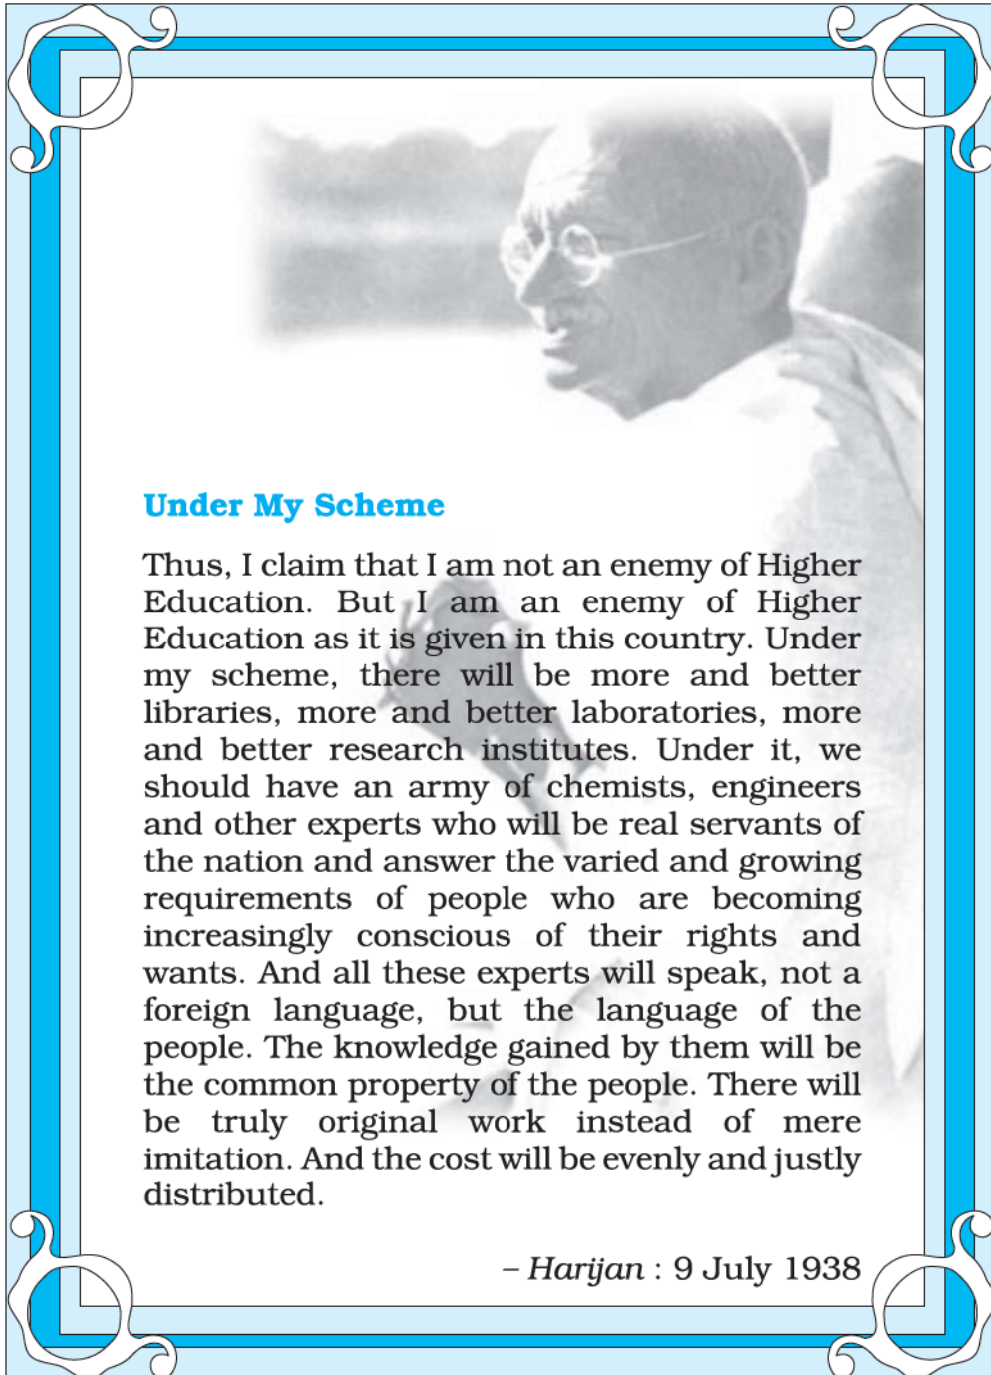 Under My Scheme
Thus, I claim that I am not an enemy of Higher
Education. But I am an enemy of Higher
Education as it is given in this country. Under
my scheme, there will be more and better
libraries, more and better laboratories, more
and better research institutes. Under it, we
should have an army of chemists, engineers
and other experts who will be real servants of
the nation and answer the varied and growing
requirements of people who are becoming
increasingly conscious of their rights and
wants. And all these experts will speak, not a
foreign language, but the language of the
people. The knowledge gained by them will be
the common property of the people. There will
be truly original work instead of mere
imitation. And the cost will be evenly and justly
distributed.
– Harijan : 9 July 1938